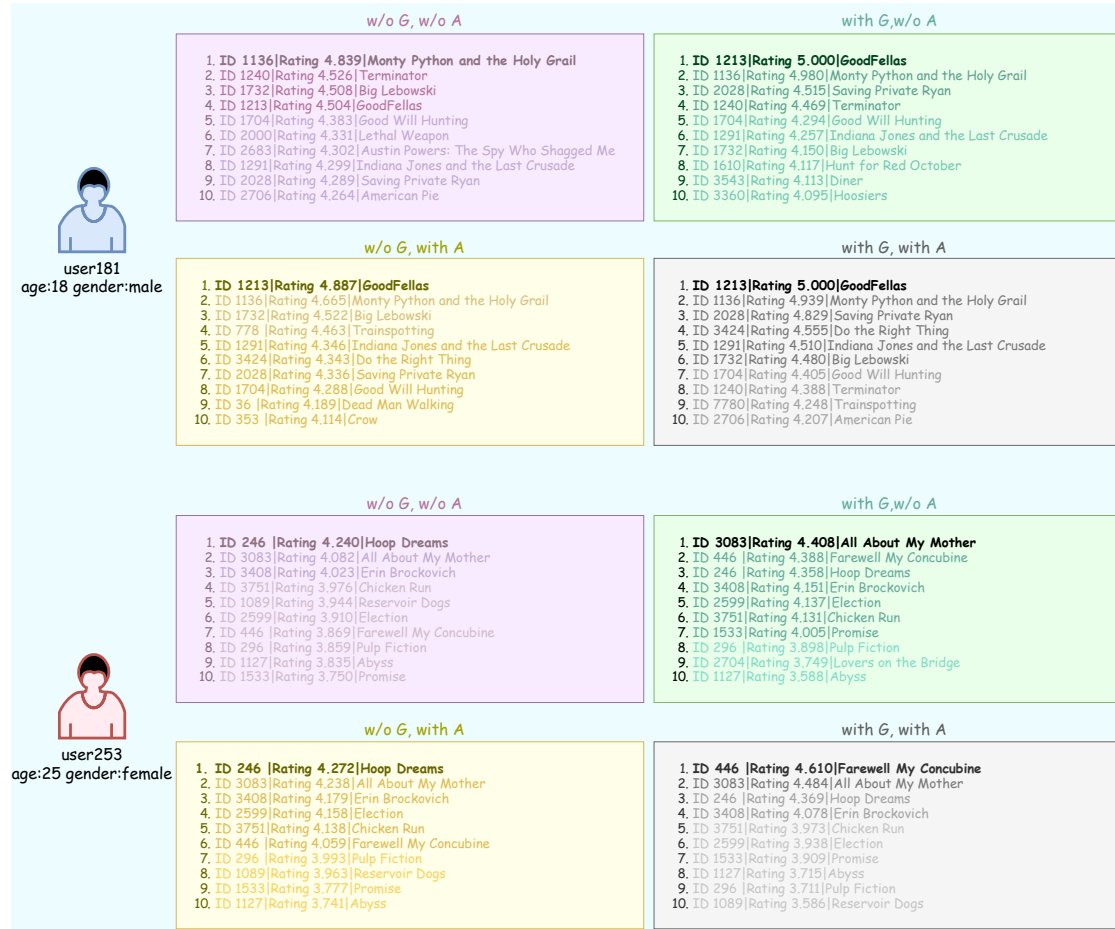 w/o G, w/o A
1. ID 1136|Rating 4.839|Monty Python and the Holy Grail
2. ID 1240|Rating 4.526|Terminator
3. ID 1732|Rating 4.508|Big Lebowski
4. ID 1213|Rating 4.504|GoodFellas
5. ID 1704|Rating 4.383|Good Will Hunting
6. ID 2000|Rating 4.331|Lethal Weapon
7. ID 2683|Rating 4.302|Austin Powers: The Spy Who Shagged Me
8. ID 1291|Rating 4.299|Indiana Jones and the Last Crusade
9. ID 2028|Rating 4.289|Saving Private Ryan
10. ID 2706|Rating 4.264|American Pie
with G,w/o A
1. ID 1213|Rating 5.000|GoodFellas
2. ID 1136|Rating 4.980|Monty Python and the Holy Grail
3. ID 2028|Rating 4.515|Saving Private Ryan
4. ID 1240|Rating 4.469|Terminator
5. ID 1704|Rating 4.294|Good Will Hunting
6. ID 1291|Rating 4.257|Indiana Jones and the Last Crusade
7. ID 1732|Rating 4.150|Big Lebowski
8. ID 1610|Rating 4.117|Hunt for Red October
9. ID 3543|Rating 4.113|Diner
10. ID 3360|Rating 4.095|Hoosiers
user181
age:18 gender:male
w/o G, with A
1. ID 1213|Rating 4.887|GoodFellas
2. ID 1136|Rating 4.665|Monty Python and the Holy Grail
3. ID 1732|Rating 4.522|Big Lebowski
4. ID 778 |Rating 4.463|Trainspotting
5. ID 1291|Rating 4.346|Indiana Jones and the Last Crusade
6. ID 3424|Rating 4.343|Do the Right Thing
7. ID 2028|Rating 4.336|Saving Private Ryan
8. ID 1704|Rating 4.288|Good Will Hunting
9. ID 36 |Rating 4.189|Dead Man Walking
10. ID 353 |Rating 4.114|Crow
with G, with A
1. ID 1213|Rating 5.000|GoodFellas
2. ID 1136|Rating 4.939|Monty Python and the Holy Grail
3. ID 2028|Rating 4.829|Saving Private Ryan
4. ID 3424|Rating 4.555|Do the Right Thing
5. ID 1291|Rating 4.510|Indiana Jones and the Last Crusade
6. ID 1732|Rating 4.480|Big Lebowski
7. ID 1704|Rating 4.405|Good Will Hunting
8. ID 1240|Rating 4.388|Terminator
9. ID 7780|Rating 4.248|Trainspotting
10. ID 2706|Rating 4.207|American Pie
w/o G, w/o A
1. ID 246 |Rating 4.240|Hoop Dreams
2. ID 3083|Rating 4.082|All About My Mother
3. ID 3408|Rating 4.023|Erin Brockovich
4. ID 3751|Rating 3.976|Chicken Run
5. ID 1089|Rating 3.944|Reservoir Dogs
6. ID 2599|Rating 3.910|Election
7. ID 446 |Rating 3.869|Farewell My Concubine
8. ID 296 |Rating 3.859|Pulp Fiction
9. ID 1127|Rating 3.835|Abyss
10. ID 1533|Rating 3.750|Promise
with G,w/o A
1. ID 3083|Rating 4.408|All About My Mother
2. ID 446 |Rating 4.388|Farewell My Concubine
3. ID 246 |Rating 4.358|Hoop Dreams
4. ID 3408|Rating 4.151|Erin Brockovich
5. ID 2599|Rating 4.137|Election
6. ID 3751|Rating 4.131|Chicken Run
7. ID 1533|Rating 4.005|Promise
8. ID 296 |Rating 3.898|Pulp Fiction
9. ID 2704|Rating 3.749|Lovers on the Bridge
10. ID 1127|Rating 3.588|Abyss
user253
age:25 gender:female
w/o G, with A
1. ID 246 |Rating 4.272|Hoop Dreams
2. ID 3083|Rating 4.238|All About My Mother
3. ID 3408|Rating 4.179|Erin Brockovich
4. ID 2599|Rating 4.158|Election
5. ID 3751|Rating 4.138|Chicken Run
6. ID 446 |Rating 4.059|Farewell My Concubine
7. ID 296 |Rating 3.993|Pulp Fiction
8. ID 1089|Rating 3.963|Reservoir Dogs
9. ID 1533|Rating 3.777|Promise
10. ID 1127|Rating 3.741|Abyss
with G, with A
1. ID 446 |Rating 4.610|Farewell My Concubine
2. ID 3083|Rating 4.484|All About My Mother
3. ID 246 |Rating 4.369|Hoop Dreams
4. ID 3408|Rating 4.078|Erin Brockovich
5. ID 3751|Rating 3.973|Chicken Run
6. ID 2599|Rating 3.938|Election
7. ID 1533|Rating 3.909|Promise
8. ID 1127|Rating 3.715|Abyss
9. ID 296 |Rating 3.711|Pulp Fiction
10. ID 1089|Rating 3.586|Reservoir Dogs